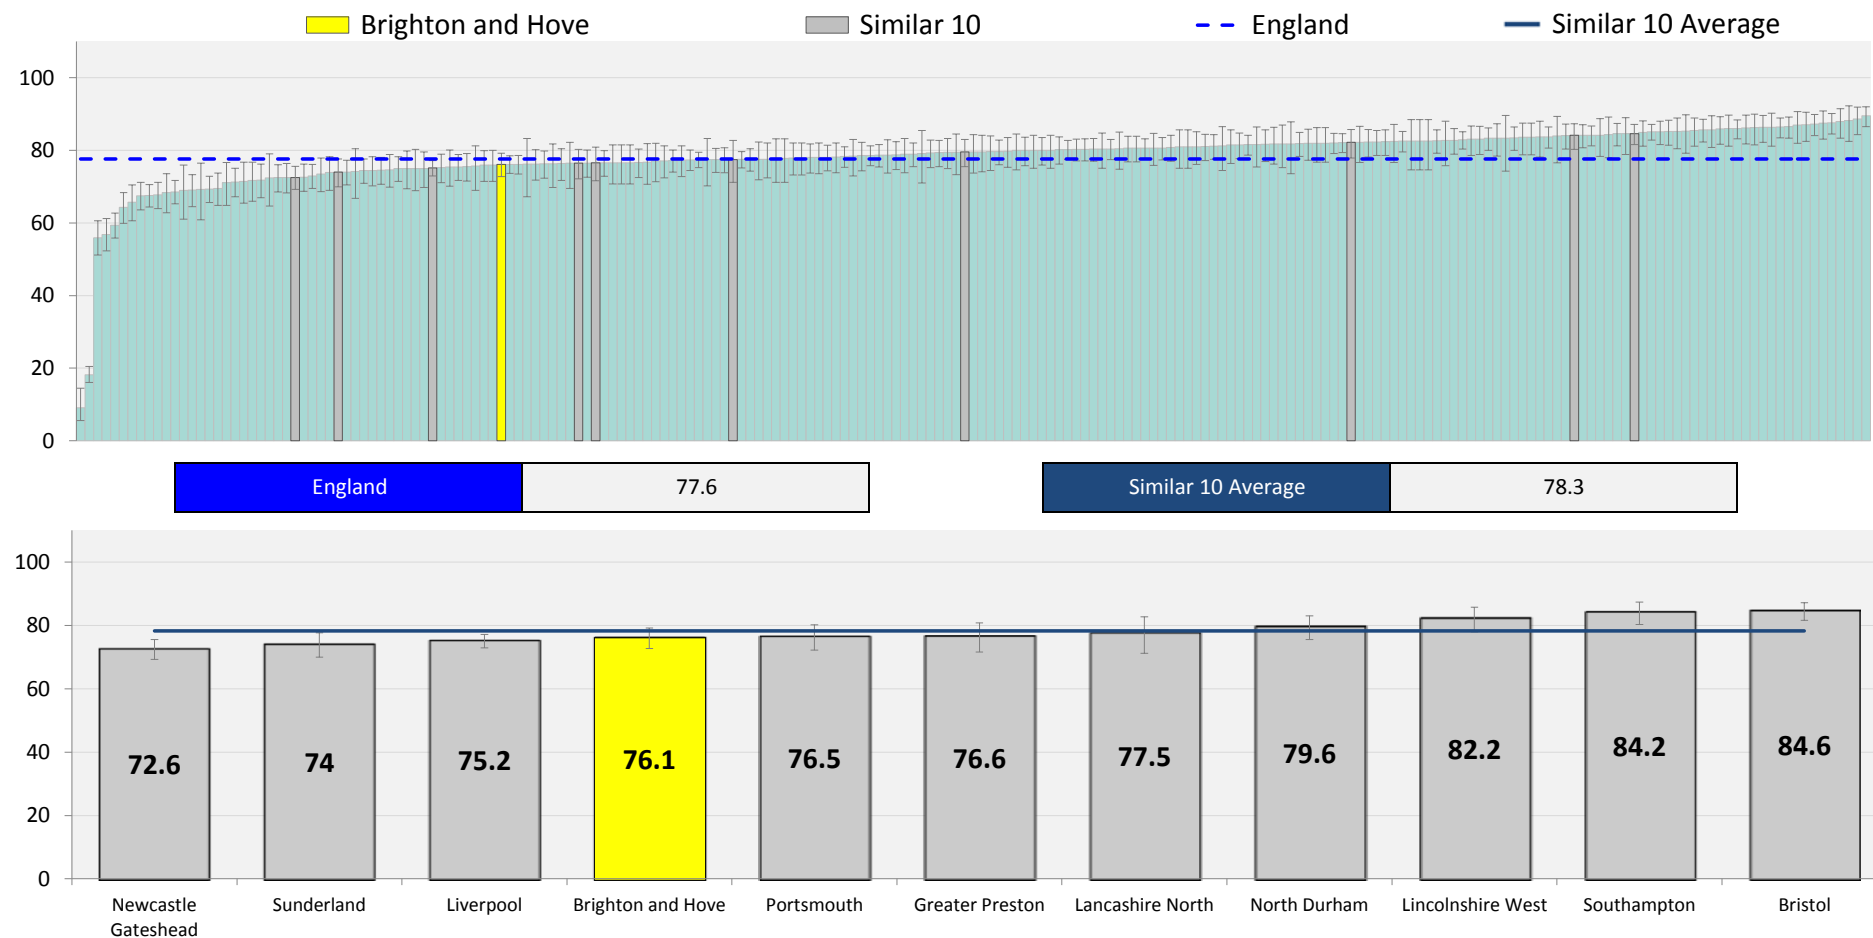 Brighton and Hove Similar 10 England Similar 10 Average
100
80
60
40
20
0
England 77.6 Similar 10 Average 78.3
100
80
60
40
20
0
72.6 74 75.2 76.1 76.5 76.6 77.5 79.6 82.2 84.2 84.6
Newcastle Sunderland Liverpool Brighton and Hove Portsmouth Greater Preston Lancashire North North Durham Lincolnshire West Southampton Bristol
Gateshead